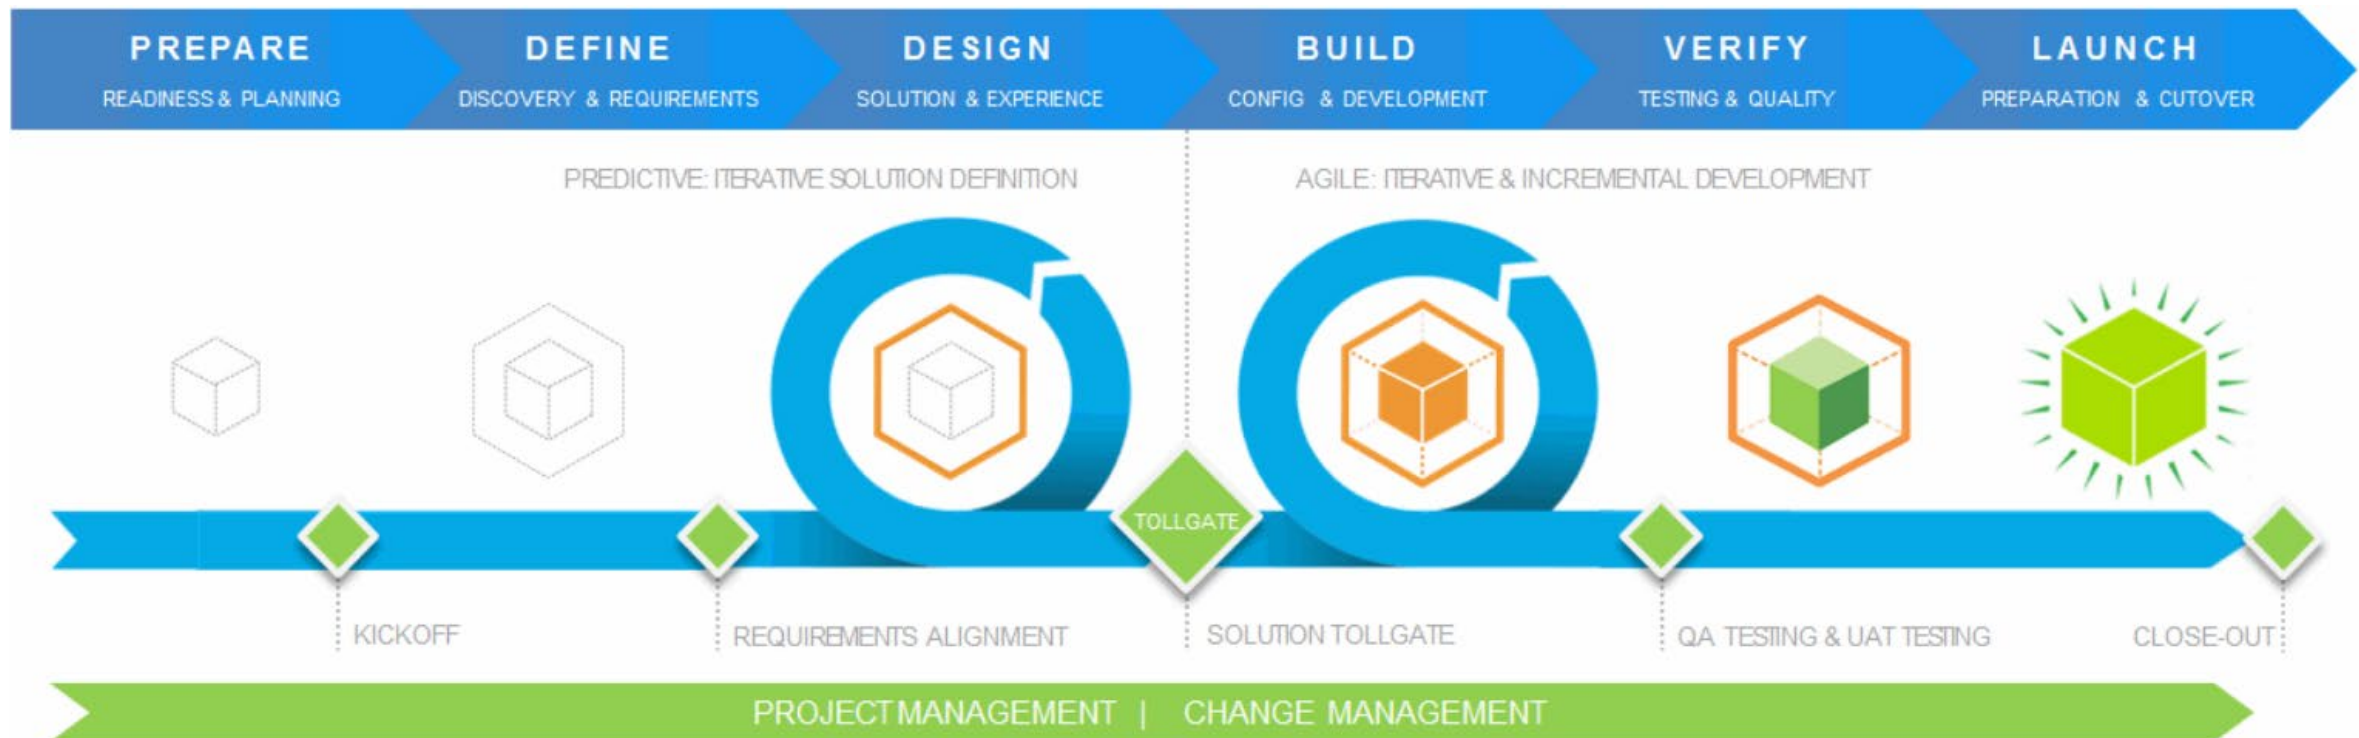 PREPARE
READINESS & PLANNING
DEFINE
DISCOVERY & REQUIREMENTS
DESIGN
SOLUTION & EXPERIENCE
BUILD
CONFIG & DEVELOPMENT
VERIFY
TESTING & QUALITY
LAUNCH
PREPARATION & CUTOVER
PREDICTIVE: ITERATIVE SOLUTION DEFINITION
AGILE: ITERATIVE & INCREMENTAL DEVELOPMENT
TOLLGATE
KICKOFF
REQUIREMENTS ALIGNMENT
SOLUTION TOLLGATE
QA TESTING & UAT TESTING
CLOSE-OUT
PROJECT MANAGEMENT | CHANGE MANAGEMENT